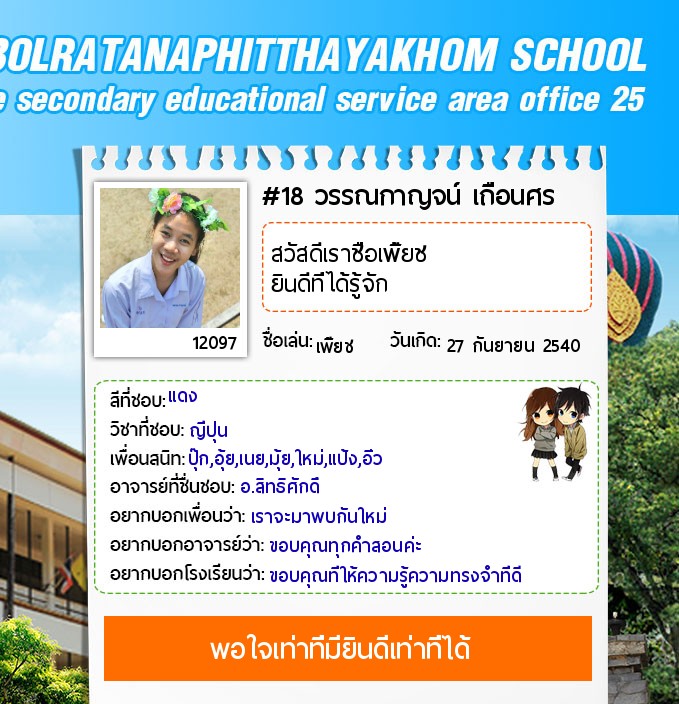 BOLRATANAPHITTHAYAKHOM SCHOOL
e secondary educational service area office 25
#18 วรรณกาญจน์ เถื่อนศร
สวัสดีเราชื่อเพียช
ยินดีที่ได้รู้จัก
12097
ชื่อเล่น: เพียช วันเกิด: 27 กันยายน 2540
สีที่ชอบ: แดง
วิชาที่ชอบ: ญี่ปุ่น
เพื่อนสนิท: ปุ๊ก,อุ้ย,เนย,มุ้ย,ใหม่,แป้ง,อิ๋ว
อาจารย์ที่ชื่นชอบ: อ.สิทธิศักดิ์
อยากบอกเพื่อนว่า: เราจะมาพบกันใหม่
อยากบอกอาจารย์ว่า: ขอบคุณทุกคำสอนค่ะ
อยากบอกโรงเรียนว่า: ขอบคุณที่ให้ความรู้ความทรงจำที่ดี
พอใจเท่าที่มียินดีเท่าที่ได้